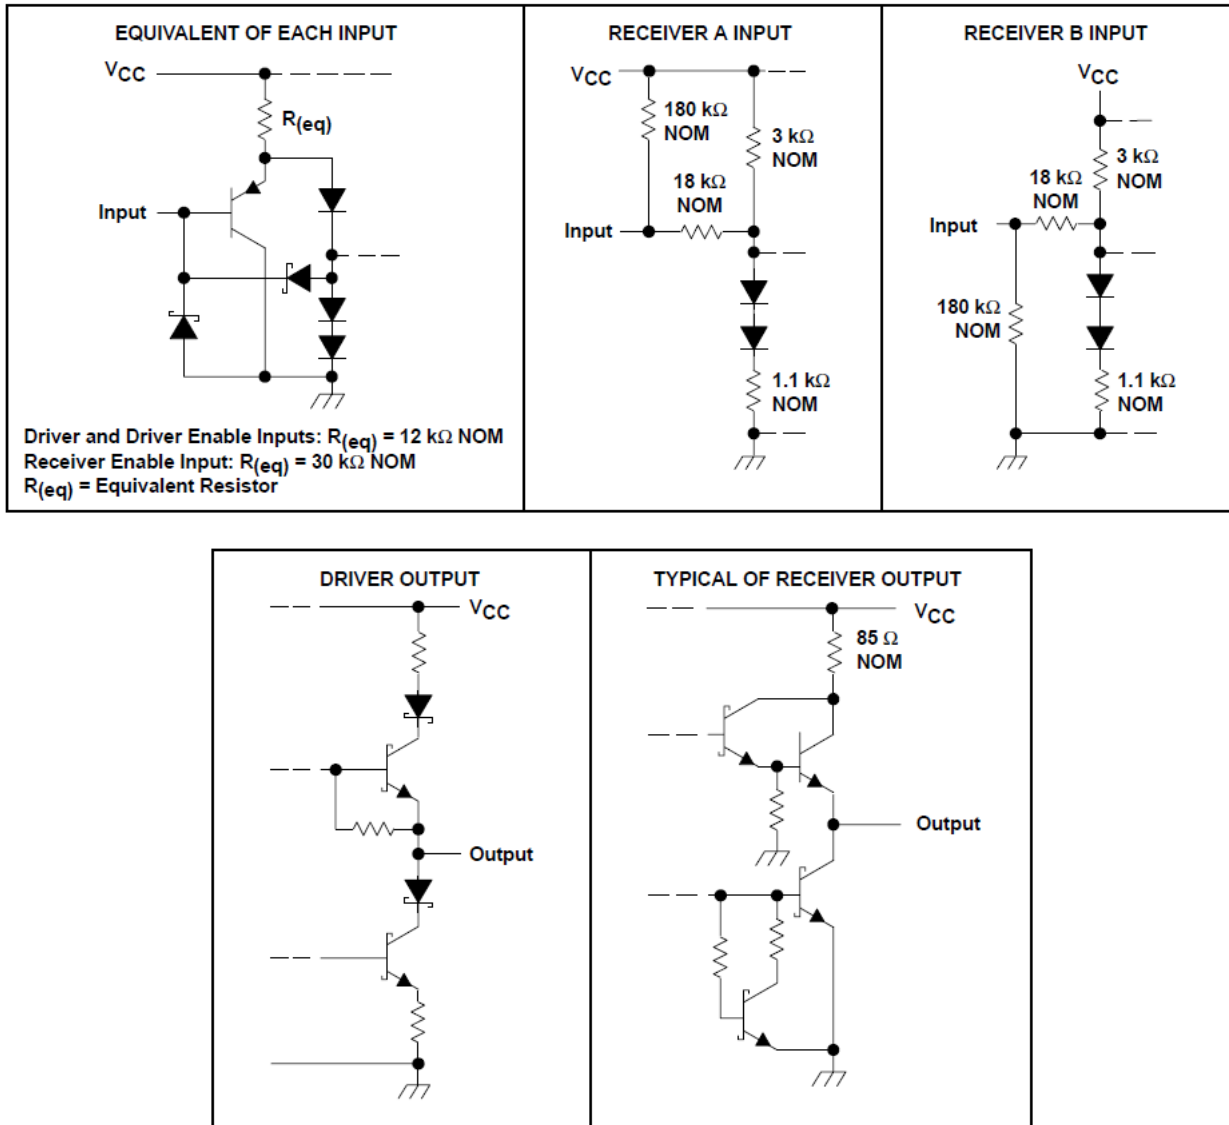 EQUIVALENT OF EACH INPUT
VCC
R(eq)
Input
Driver and Driver Enable Inputs: R(eq) = 12 kΩ NOM
Receiver Enable Input: R(eq) = 30 kΩ NOM
R(eq) = Equivalent Resistor
RECEIVER A INPUT
VCC
180 kΩ
NOM
3 kΩ
NOM
18 kΩ
NOM
Input
1.1 kΩ
NOM
RECEIVER B INPUT
VCC
3 kΩ
NOM
18 kΩ
NOM
Input
180 kΩ
NOM
1.1 kΩ
NOM
DRIVER OUTPUT
VCC
Output
TYPICAL OF RECEIVER OUTPUT
VCC
85 Ω
NOM
Output